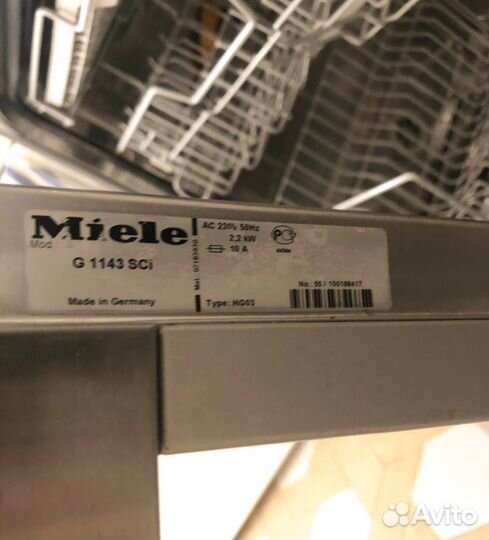 Miele
Mod.
G 1143 SCi
Made in Germany
AC 230V 50Hz
2,2 kW
10 A
Type: HG03
No. 55 / 100188417
Avito